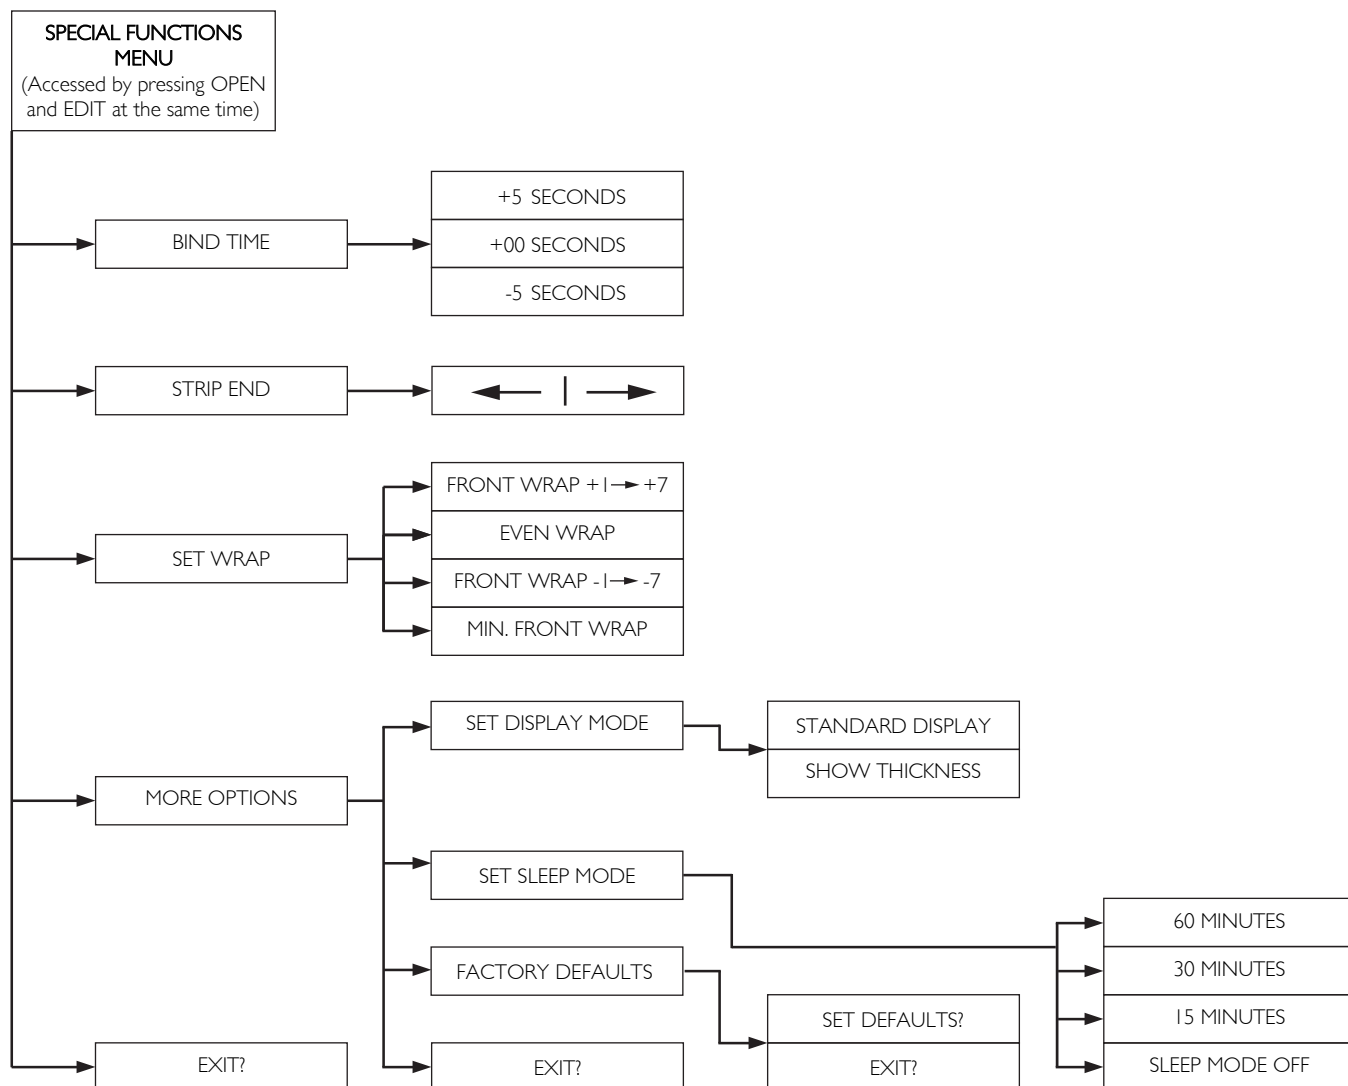 SPECIAL FUNCTIONS
MENU
(Accessed by pressing OPEN
and EDIT at the same time)
BIND TIME
+5 SECONDS
+00 SECONDS
-5 SECONDS
STRIP END
SET WRAP
FRONT WRAP +1→ +7
EVEN WRAP
FRONT WRAP -1→ -7
MIN. FRONT WRAP
MORE OPTIONS
SET DISPLAY MODE
STANDARD DISPLAY
SHOW THICKNESS
SET SLEEP MODE
60 MINUTES
30 MINUTES
15 MINUTES
SLEEP MODE OFF
FACTORY DEFAULTS
SET DEFAULTS?
EXIT?
EXIT?
EXIT?